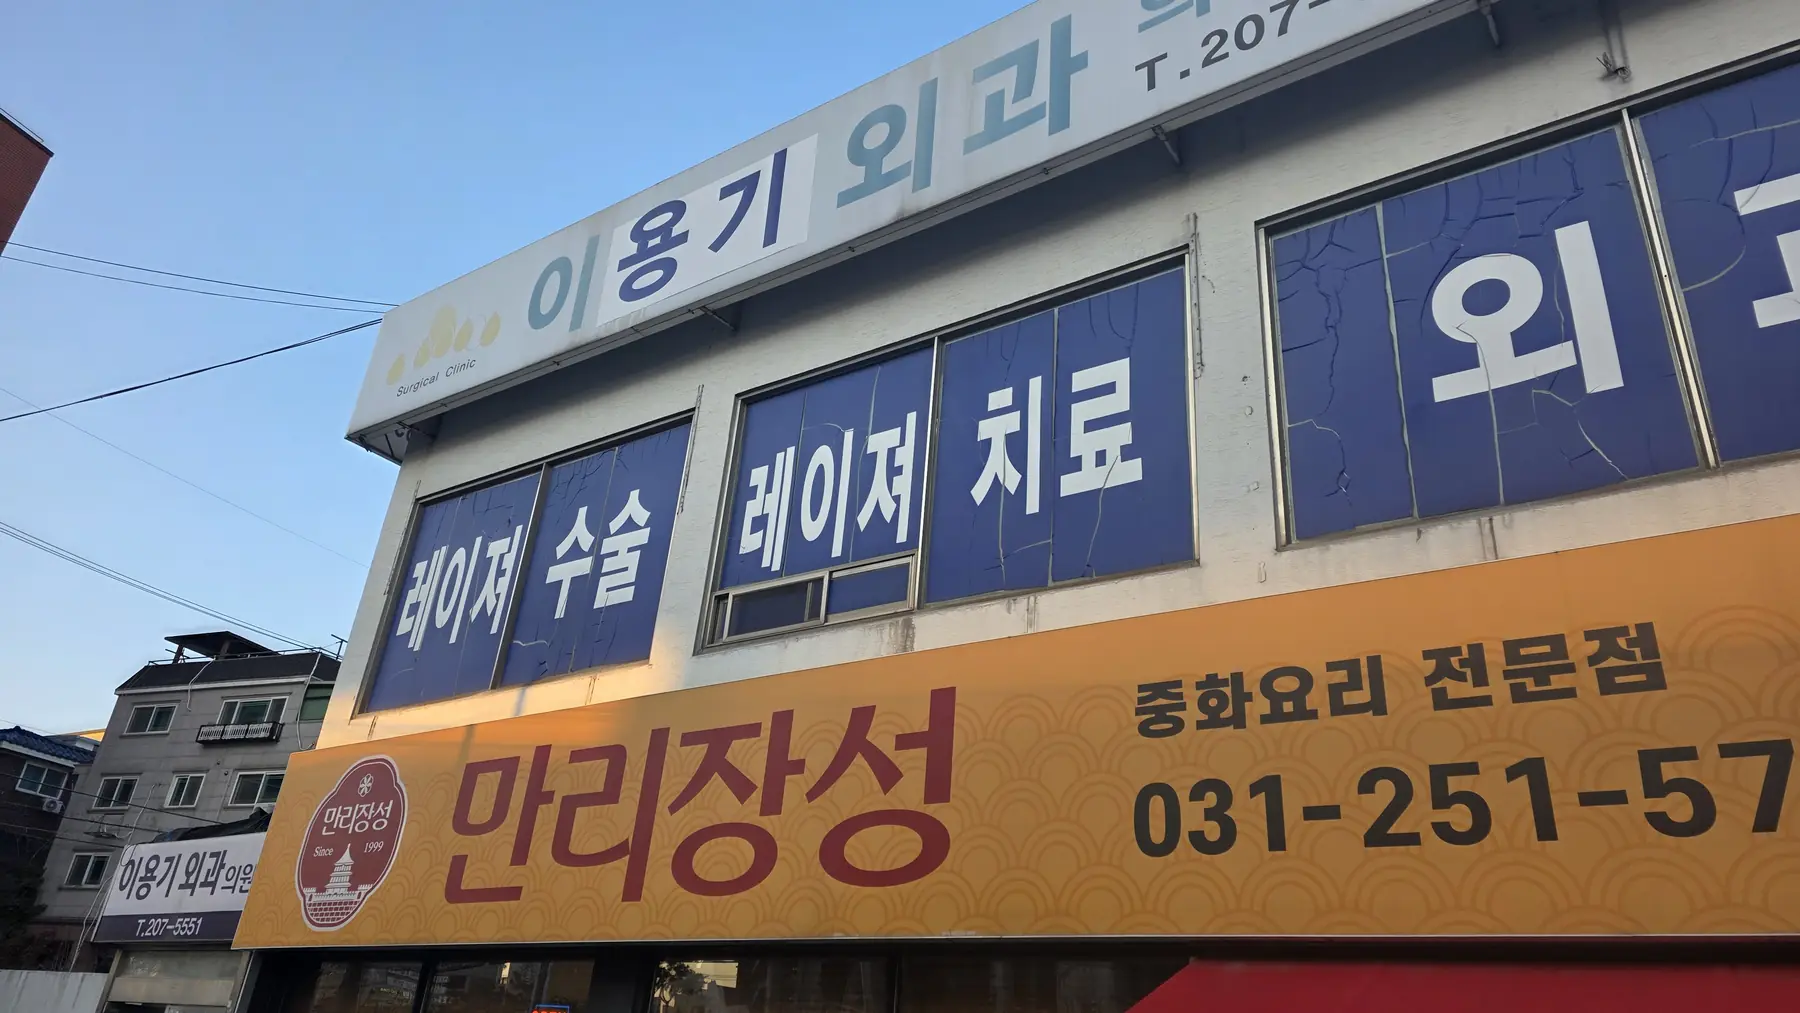 이용기 외과
T.207-
Surgical Clinic
레이져 수술
레이져 치료
외
만리장성
Since 1999
만리장성
중화요리 전문점
031-251-57
이용기 외과의원
T.207-5551